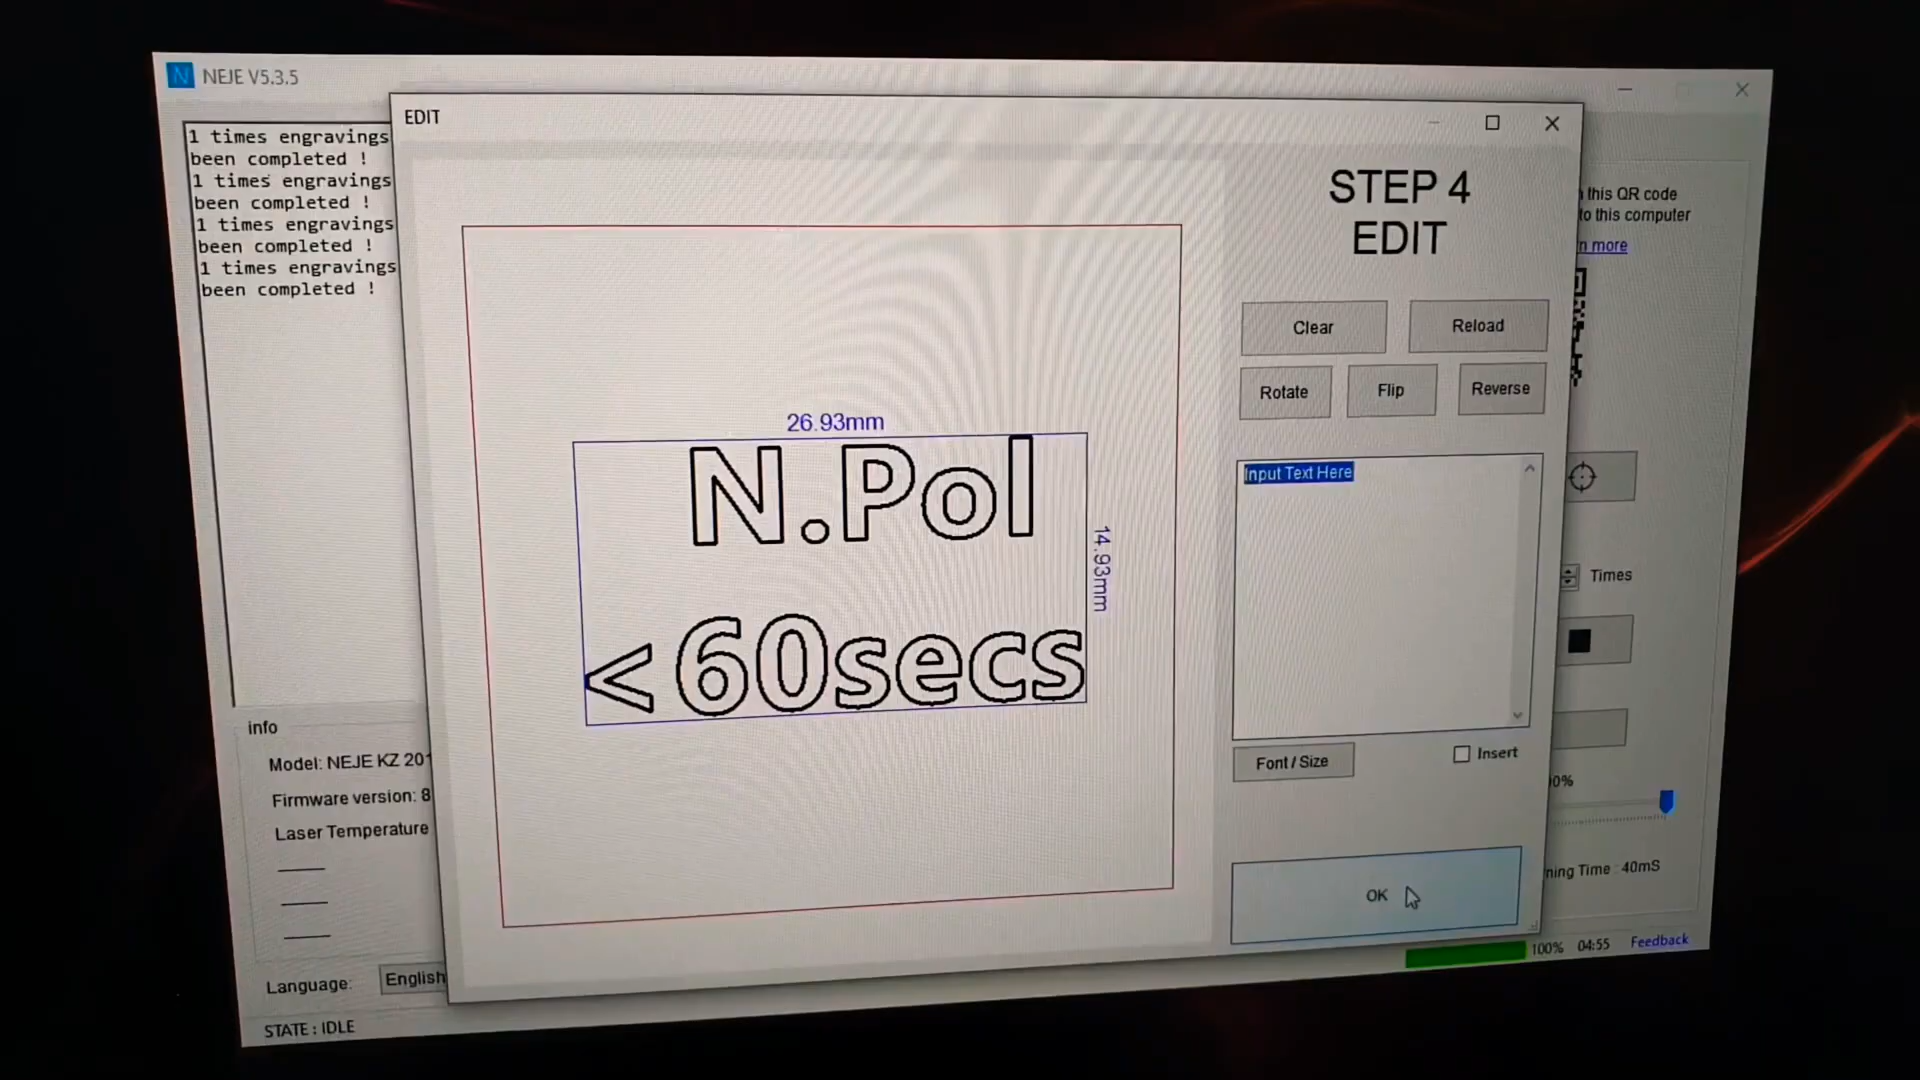 NEJE V5.3.5
1 times engravings
been completed !
1 times engravings
been completed !
1 times engravings
been completed !
1 times engravings
been completed !
info
Model: NEJE KZ 201
Firmware version: 8
Laser Temperature
Language: English
STATE : IDLE
EDIT
26.93mm
N.Pol
<60secs
14.93mm
STEP 4
EDIT
Clear Reload
Rotate Flip Reverse
Input Text Here
Font / Size Insert
OK
this QR code
to this computer
more
Times
0%
ning Time : 40mS
100% 04:55 Feedback